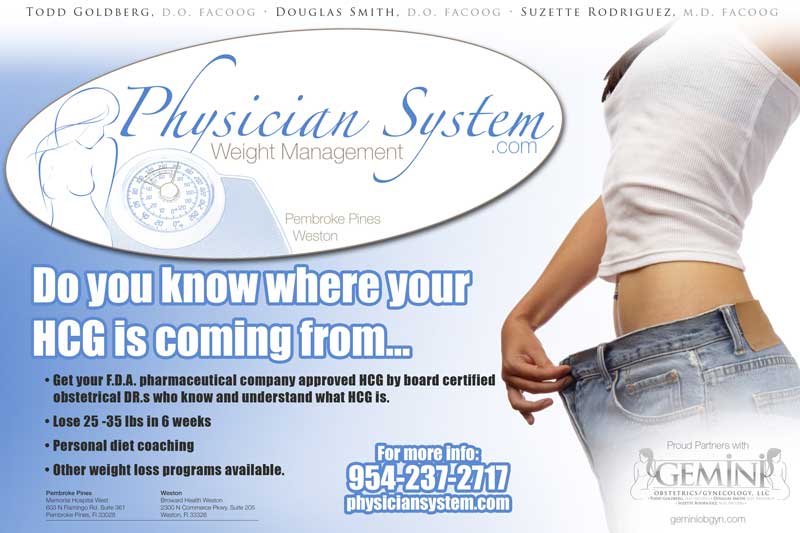 Todd Goldberg, D.O. FACOOG · Douglas Smith, D.O. FACOOG · Suzette Rodriguez, M.D. FACOOG
Physician System
.com
Weight Management
Pembroke Pines
Weston
Do you know where your
HCG is coming from...
• Get your F.D.A. pharmaceutical company approved HCG by board certified
obstetrical DR.s who know and understand what HCG is.
• Lose 25 -35 lbs in 6 weeks
• Personal diet coaching
• Other weight loss programs available.
For more info:
954-237-2717
physiciansystem.com
Pembroke Pines
Memorial Hospital West
603 N Flamingo Rd. Suite 361
Pembroke Pines, Fl 33028
Weston
Broward Health Weston
2300 N Commerce Pkwy, Suite 205
Weston, Fl 33326
Proud Partners with
GEMINI
OBSTETRICS/GYNECOLOGY, LLC
geminiobgyn.com